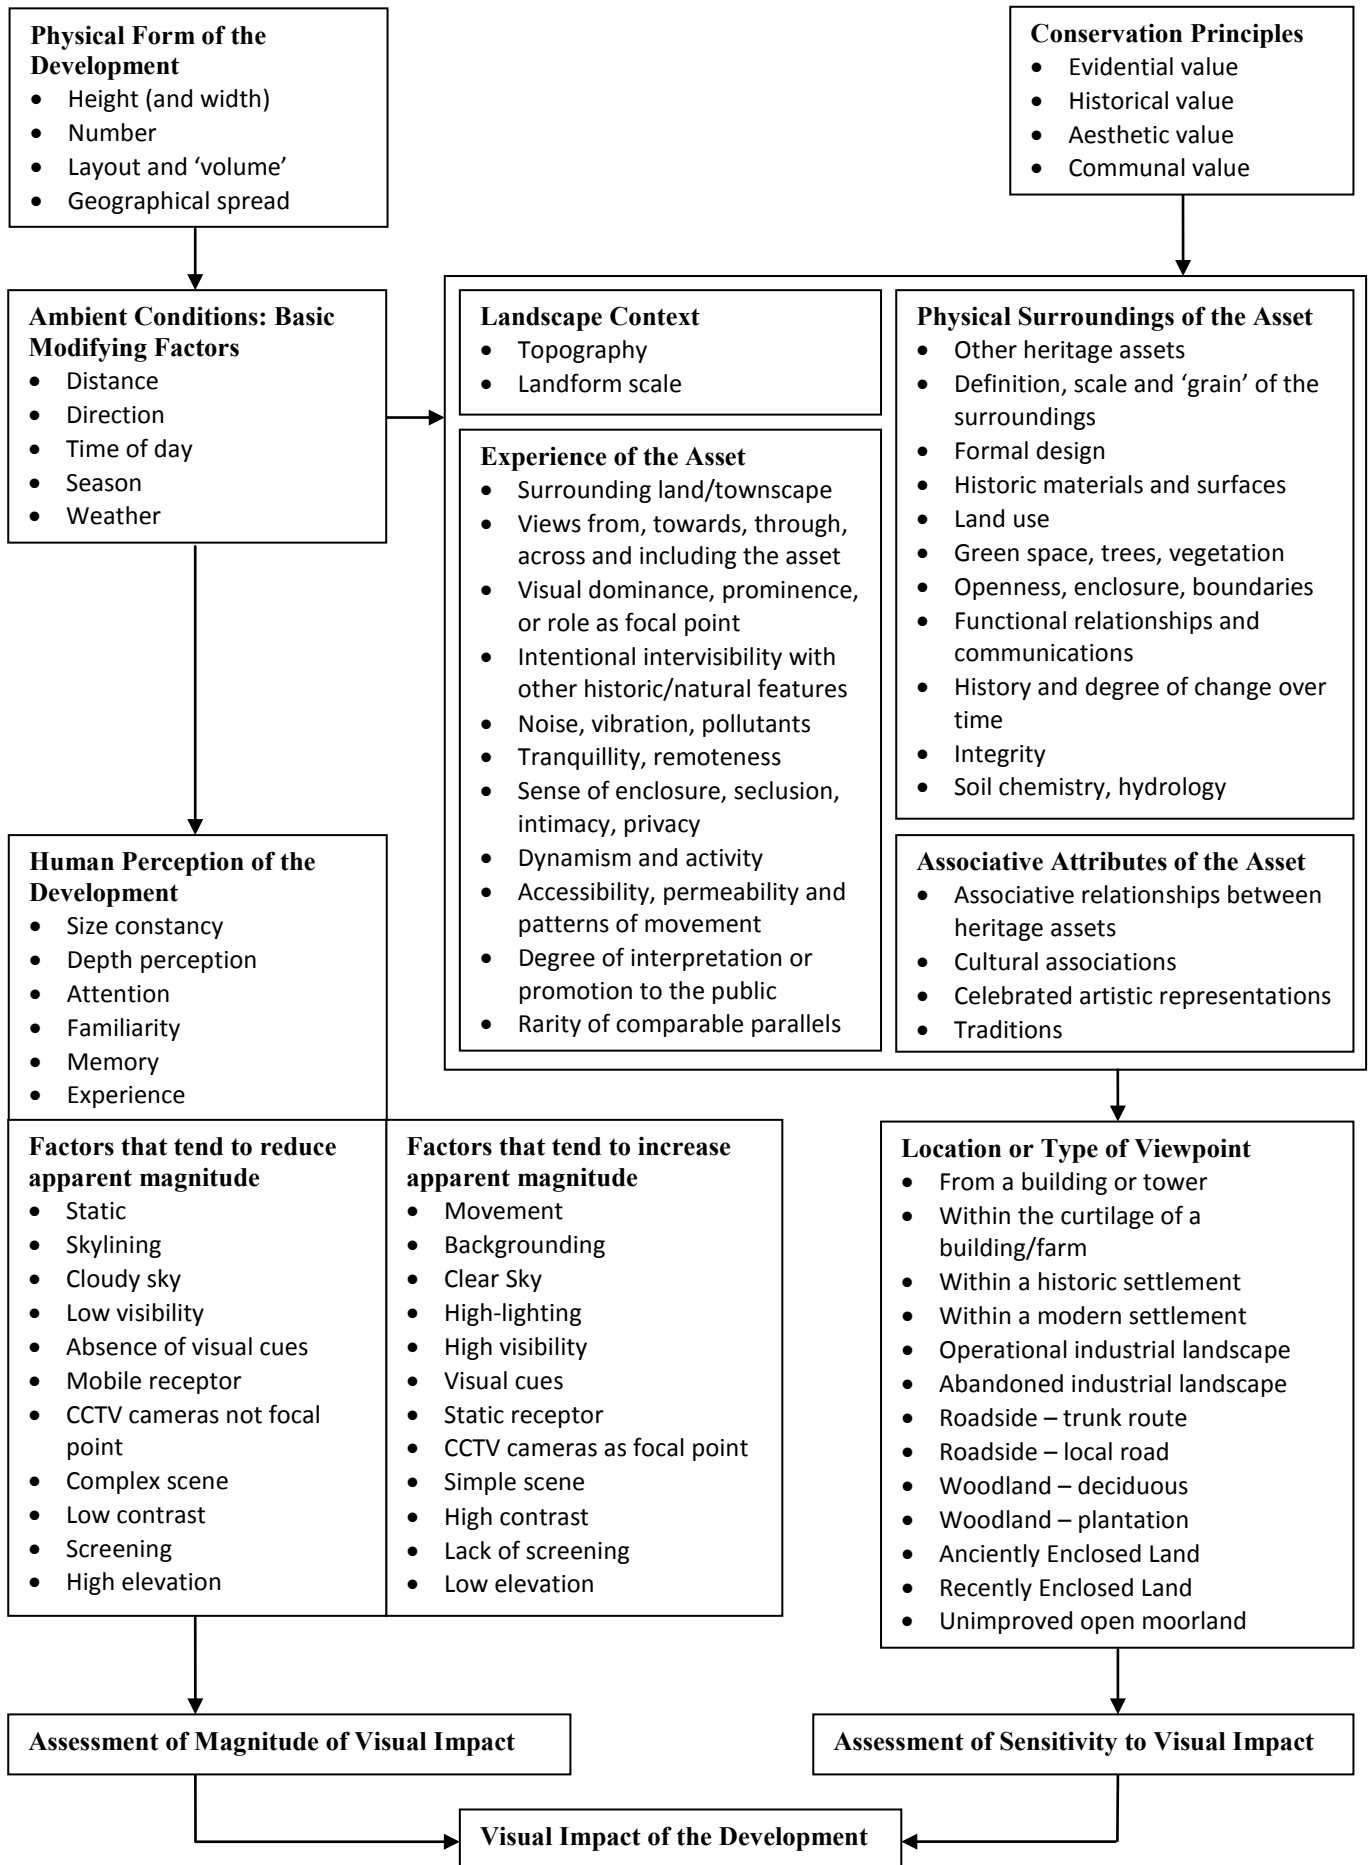 Physical Form of the
Development
• Height (and width)
• Number
• Layout and ‘volume’
• Geographical spread
Conservation Principles
• Evidential value
• Historical value
• Aesthetic value
• Communal value
Ambient Conditions: Basic
Modifying Factors
• Distance
• Direction
• Time of day
• Season
• Weather
Landscape Context
• Topography
• Landform scale
Experience of the Asset
• Surrounding land/townscape
• Views from, towards, through,
across and including the asset
• Visual dominance, prominence,
or role as focal point
• Intentional intervisibility with
other historic/natural features
• Noise, vibration, pollutants
• Tranquillity, remoteness
• Sense of enclosure, seclusion,
intimacy, privacy
• Dynamism and activity
• Accessibility, permeability and
patterns of movement
• Degree of interpretation or
promotion to the public
• Rarity of comparable parallels
Physical Surroundings of the Asset
• Other heritage assets
• Definition, scale and ‘grain’ of the
surroundings
• Formal design
• Historic materials and surfaces
• Land use
• Green space, trees, vegetation
• Openness, enclosure, boundaries
• Functional relationships and
communications
• History and degree of change over
time
• Integrity
• Soil chemistry, hydrology
Associative Attributes of the Asset
• Associative relationships between
heritage assets
• Cultural associations
• Celebrated artistic representations
• Traditions
Human Perception of the
Development
• Size constancy
• Depth perception
• Attention
• Familiarity
• Memory
• Experience
Factors that tend to reduce
apparent magnitude
• Static
• Skylining
• Cloudy sky
• Low visibility
• Absence of visual cues
• Mobile receptor
• CCTV cameras not focal
point
• Complex scene
• Low contrast
• Screening
• High elevation
Factors that tend to increase
apparent magnitude
• Movement
• Backgrounding
• Clear Sky
• High-lighting
• High visibility
• Visual cues
• Static receptor
• CCTV cameras as focal point
• Simple scene
• High contrast
• Lack of screening
• Low elevation
Location or Type of Viewpoint
• From a building or tower
• Within the curtilage of a
building/farm
• Within a historic settlement
• Within a modern settlement
• Operational industrial landscape
• Abandoned industrial landscape
• Roadside – trunk route
• Roadside – local road
• Woodland – deciduous
• Woodland – plantation
• Anciently Enclosed Land
• Recently Enclosed Land
• Unimproved open moorland
Assessment of Magnitude of Visual Impact
Assessment of Sensitivity to Visual Impact
Visual Impact of the Development